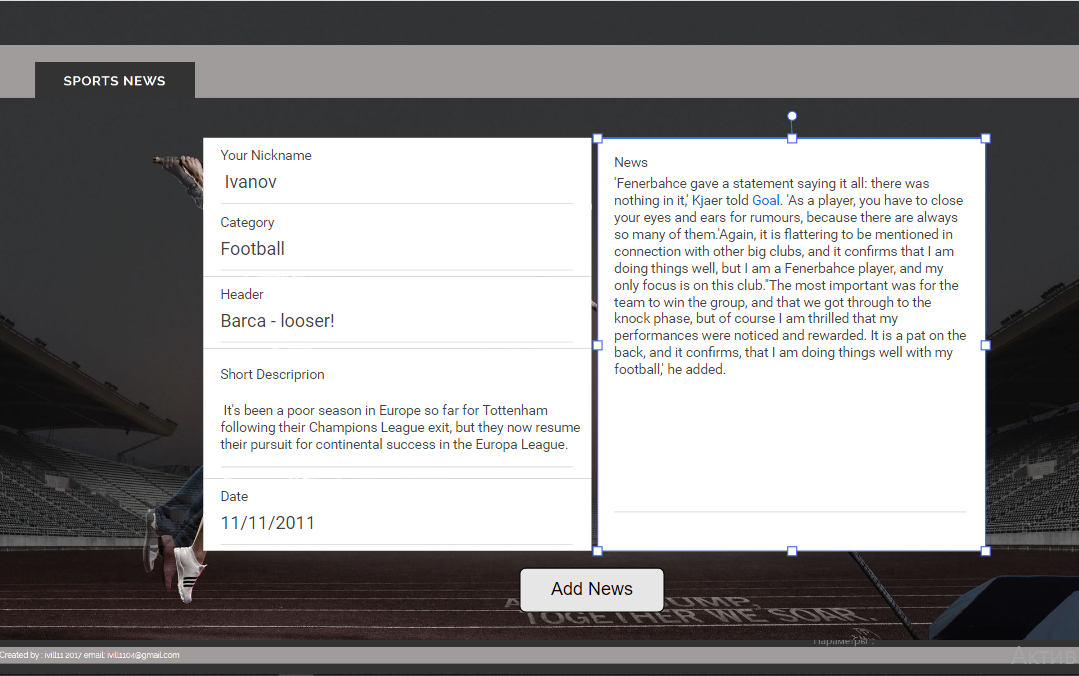 SPORTS NEWS
Your Nickname
Ivanov
Category
Football
Header
Barca - looser!
Short Descriprion
It's been a poor season in Europe so far for Tottenham
following their Champions League exit, but they now resume
their pursuit for continental success in the Europa League.
Date
11/11/2011
News
'Fenerbahce gave a statement saying it all: there was
nothing in it,' Kjaer told Goal. 'As a player, you have to close
your eyes and ears for rumours, because there are always
so many of them.'Again, it is flattering to be mentioned in
connection with other big clubs, and it confirms that I am
doing things well, but I am a Fenerbahce player, and my
only focus is on this club.''The most important was for the
team to win the group, and that we got through to the
knock phase, but of course I am thrilled that my
performances were noticed and rewarded. It is a pat on the
back, and it confirms, that I am doing things well with my
football,' he added.
Add News
TOGETHER WE SOAR.
Параметры
Created by : ivill11 2017 email: ivill1104@gmail.com
Актив